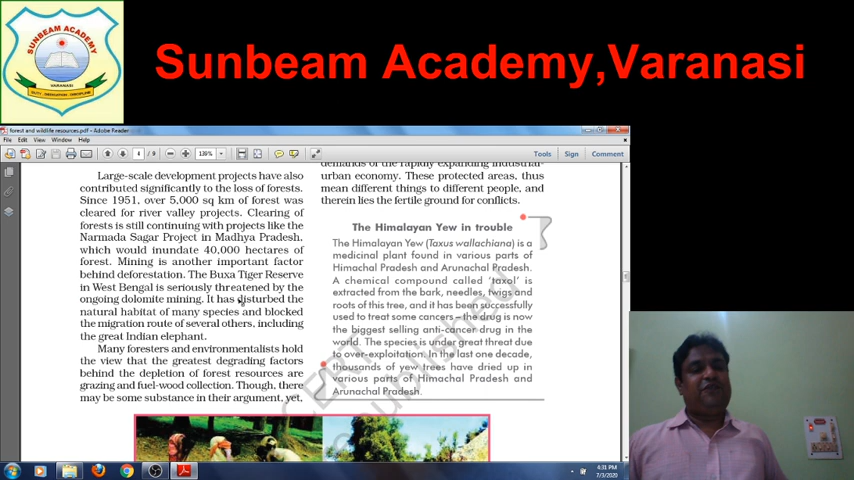 SUNBEAM ACADEMY
VARANASI
Sunbeam Academy,Varanasi
forest and wildlife resources.pdf - Adobe Reader
File Edit View Window Help
4 / 9 139% Tools Sign Comment
Large-scale development projects have also
contributed significantly to the loss of forests.
Since 1951, over 5,000 sq km of forest was
cleared for river valley projects. Clearing of
forests is still continuing with projects like the
Narmada Sagar Project in Madhya Pradesh,
which would inundate 40,000 hectares of
forest. Mining is another important factor
behind deforestation. The Buxa Tiger Reserve
in West Bengal is seriously threatened by the
ongoing dolomite mining. It has disturbed the
natural habitat of many species and blocked
the migration route of several others, including
the great Indian elephant.
Many foresters and environmentalists hold
the view that the greatest degrading factors
behind the depletion of forest resources are
grazing and fuel-wood collection. Though, there
may be some substance in their argument, yet,
demands of the rapidly expanding industrial-
urban economy. These protected areas, thus
mean different things to different people, and
therein lies the fertile ground for conflicts.
The Himalayan Yew in trouble
The Himalayan Yew (Taxus wallachiana) is a
medicinal plant found in various parts of
Himachal Pradesh and Arunachal Pradesh.
A chemical compound called 'taxol' is
extracted from the bark, needles, twigs and
roots of this tree, and it has been successfully
used to treat some cancers – the drug is now
the biggest selling anti-cancer drug in the
world. The species is under great threat due
to over-exploitation. In the last one decade,
thousands of yew trees have dried up in
various parts of Himachal Pradesh and
Arunachal Pradesh.
4:31 PM
7/3/2020